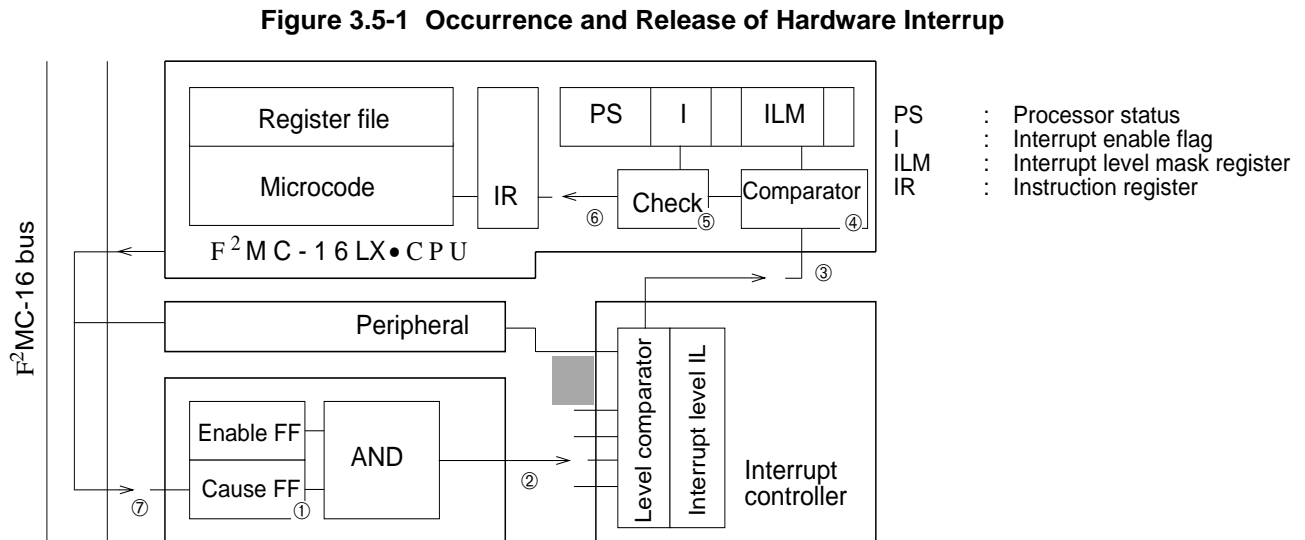 Figure 3.5-1 Occurrence and Release of Hardware Interrup
F²MC-16 bus
Register file
Microcode
IR
PS I ILM
Check ⑤
Comparator ④
⑥
F²MC-16LX•CPU
③
PS : Processor status
I : Interrupt enable flag
ILM : Interrupt level mask register
IR : Instruction register
Peripheral
Enable FF
Cause FF ①
AND
②
⑦
Level comparator
Interrupt level IL
Interrupt
controller